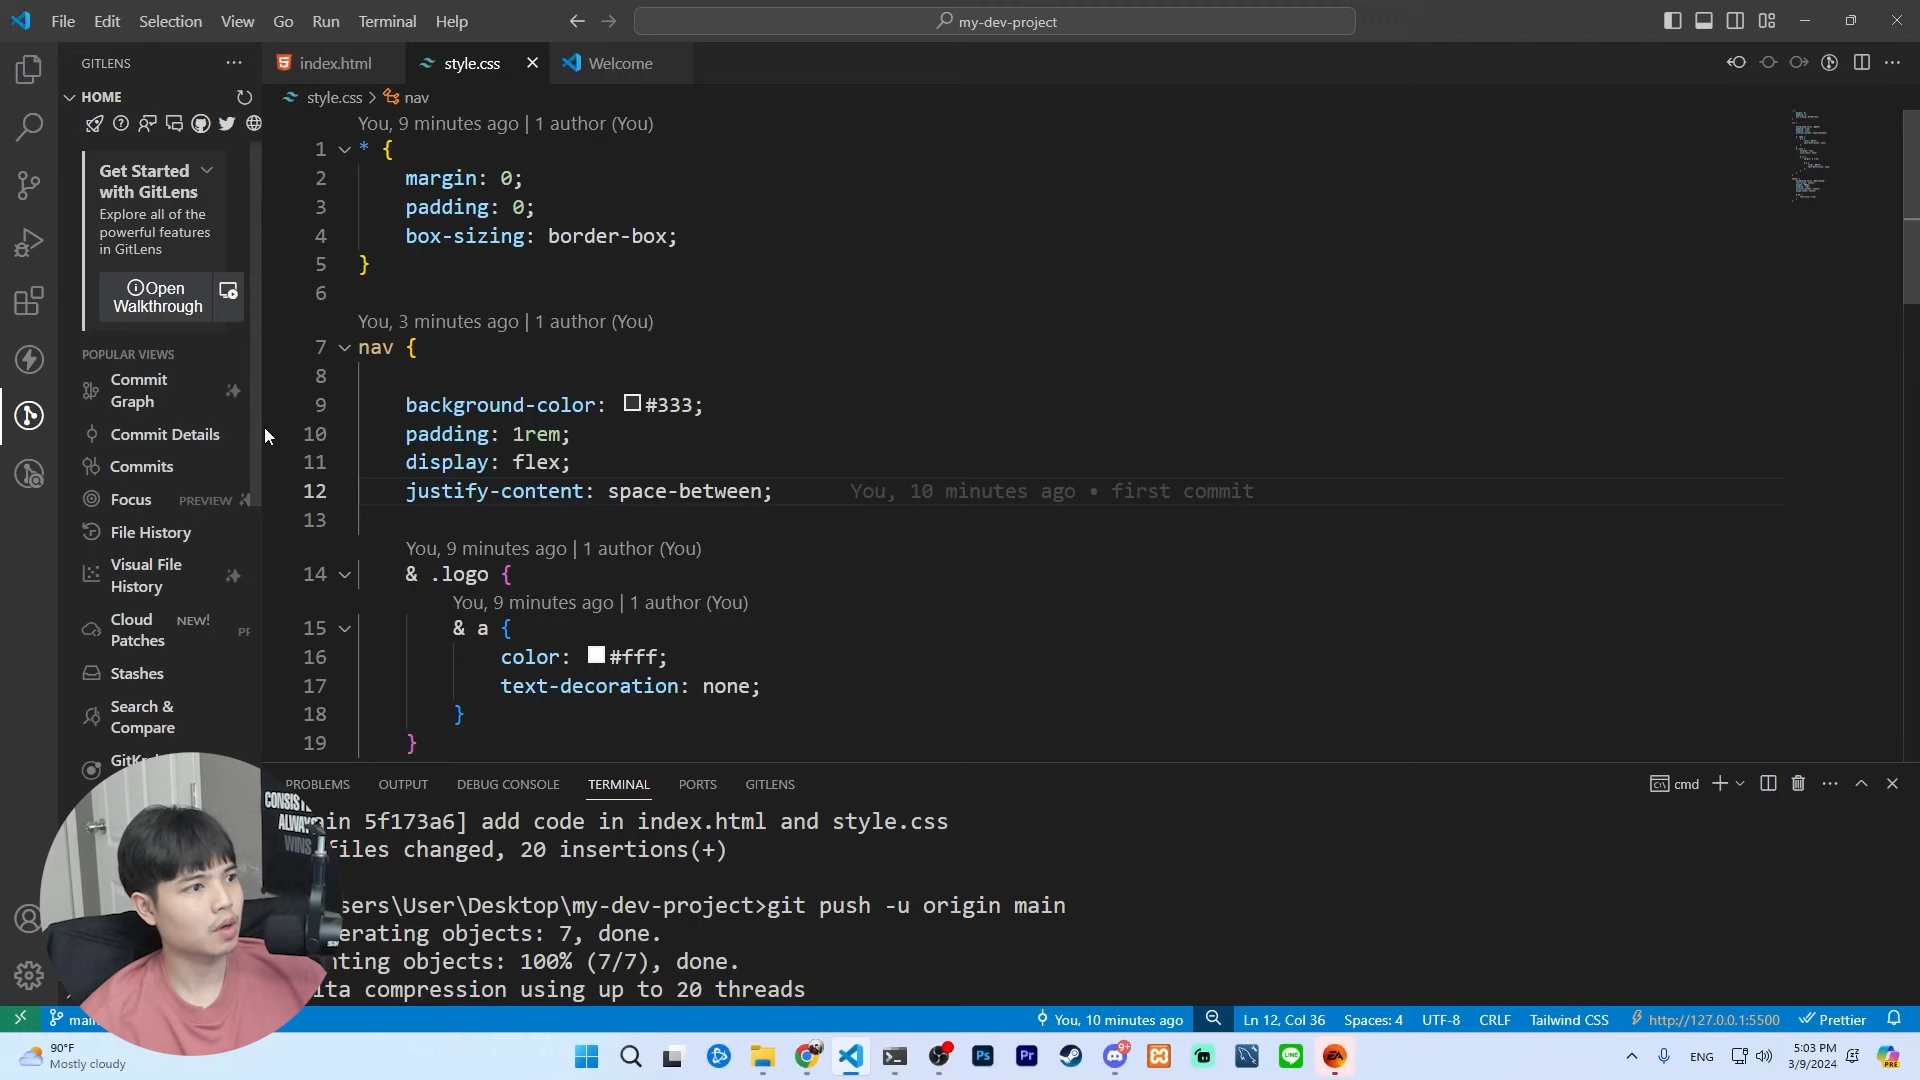 File Edit Selection View Go Run Terminal Help
my-dev-project
GITLENS
index.html
style.css
Welcome
HOME
style.css > nav
Get Started
with GitLens
Explore all of the
powerful features
in GitLens
Open
Walkthrough
POPULAR VIEWS
Commit
Graph
Commit Details
Commits
Focus PREVIEW
File History
Visual File
History
Cloud NEW!
Patches
Stashes
Search &
Compare
You, 9 minutes ago | 1 author (You)
1 * {
2 margin: 0;
3 padding: 0;
4 box-sizing: border-box;
5 }
6
You, 3 minutes ago | 1 author (You)
7 nav {
8
9 background-color: #333;
10 padding: 1rem;
11 display: flex;
12 justify-content: space-between; You, 10 minutes ago • first commit
13
You, 9 minutes ago | 1 author (You)
14 & .logo {
You, 9 minutes ago | 1 author (You)
15 & a {
16 color: #fff;
17 text-decoration: none;
18 }
19 }
PROBLEMS OUTPUT DEBUG CONSOLE TERMINAL PORTS GITLENS
cmd
5f173a6] add code in index.html and style.css
files changed, 20 insertions(+)
\User\Desktop\my-dev-project>git push -u origin main
objects: 7, done.
objects: 100% (7/7), done.
compression using up to 20 threads
CONSIST
ALWAYS
WINS
You, 10 minutes ago
Ln 12, Col 36 Spaces: 4 UTF-8 CRLF Tailwind CSS http://127.0.0.1:5500 Prettier
90°F
Mostly cloudy
Ps
Pr
9+
LINE
EA
ENG
5:03 PM
3/9/2024
PRE